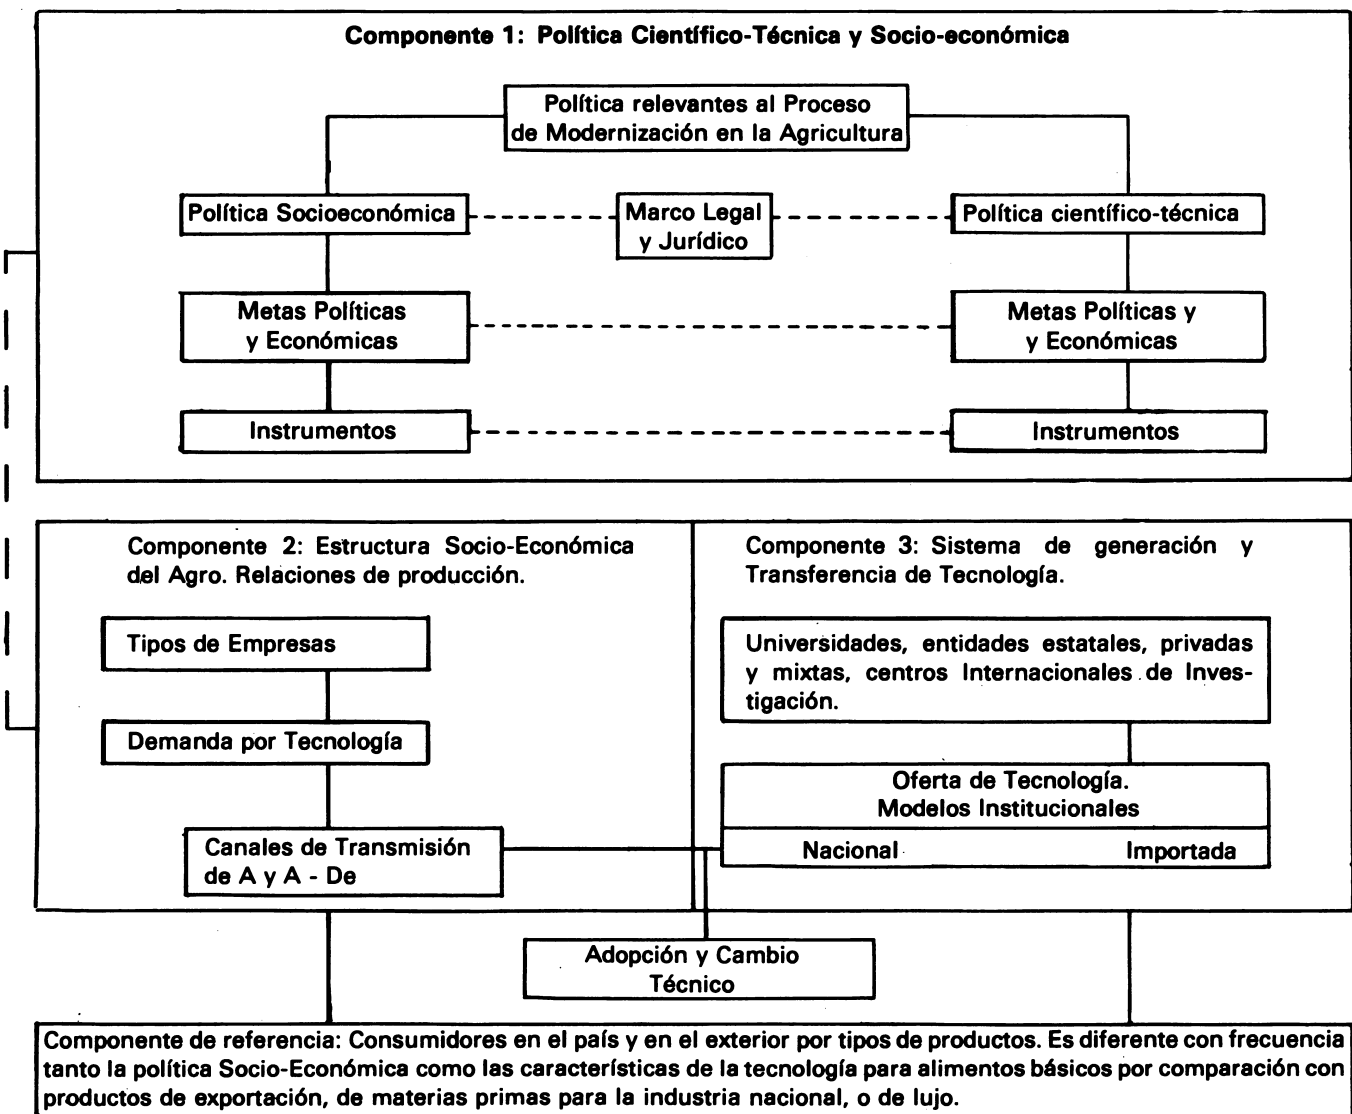 Componente 1: Política Científico-Técnica y Socio-económica
Política relevantes al Proceso
de Modernización en la Agricultura
Política Socioeconómica
Marco Legal
y Jurídico
Política científico-técnica
Metas Políticas
y Económicas
Metas Políticas y
y Económicas
Instrumentos
Instrumentos
Componente 2: Estructura Socio-Económica
del Agro. Relaciones de producción.
Tipos de Empresas
Demanda por Tecnología
Canales de Transmisión
de A y A - De
Componente 3: Sistema de generación y
Transferencia de Tecnología.
Universidades, entidades estatales, privadas
y mixtas, centros Internacionales de Inves-
tigación.
Oferta de Tecnología.
Modelos Institucionales
Nacional Importada
Adopción y Cambio
Técnico
Componente de referencia: Consumidores en el país y en el exterior por tipos de productos. Es diferente con frecuencia
tanto la política Socio-Económica como las características de la tecnología para alimentos básicos por comparación con
productos de exportación, de materias primas para la industria nacional, o de lujo.